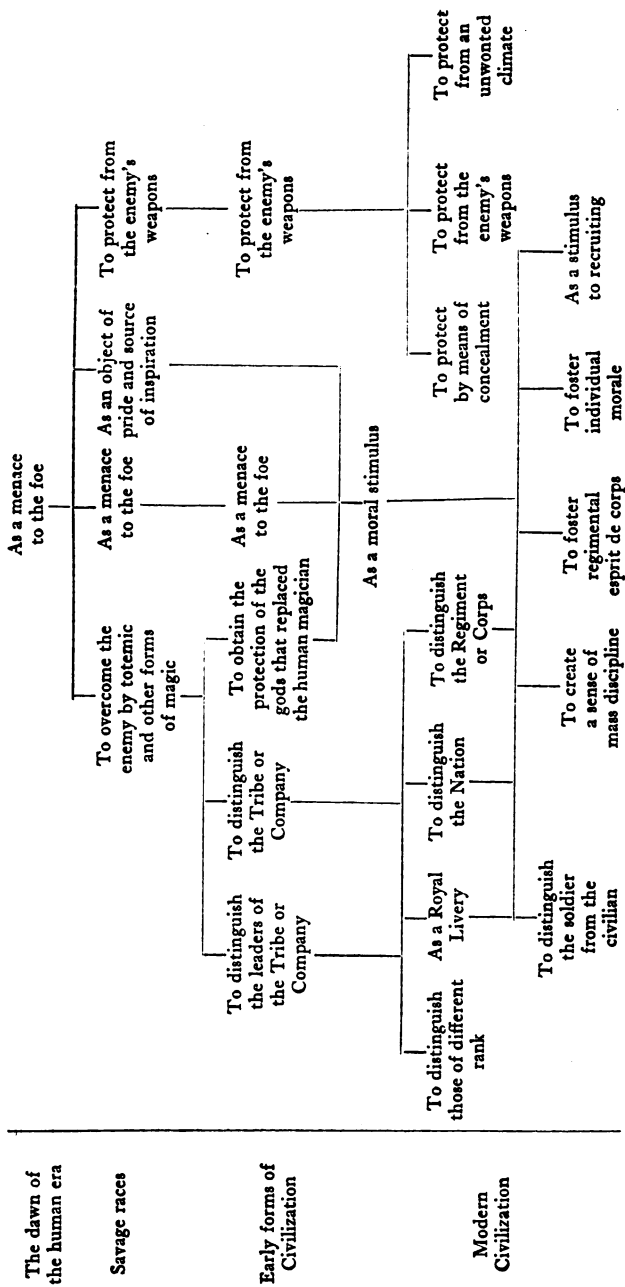 The dawn of
the human era
As a menace
to the foe
Savage races
To overcome the
enemy by totemic
and other forms
of magic
As a menace
to the foe
As an object of
pride and source
of inspiration
To protect from
the enemy's
weapons
Early forms of
Civilization
To distinguish
the leaders of
the Tribe or
Company
To distinguish
the Tribe or
Company
To obtain the
protection of the
gods that replaced
the human magician
As a menace
to the foe
To protect from
the enemy's
weapons
As a moral stimulus
Modern
Civilization
To distinguish
those of different
rank
As a Royal
Livery
To distinguish
the Nation
To distinguish
the Regiment
or Corps
To protect
by means of
concealment
To protect
from the
enemy's
weapons
To protect
from an
unwonted
climate
To distinguish
the soldier
from the
civilian
To create
a sense of
mass discipline
To foster
regimental
esprit de corps
To foster
individual
morale
As a stimulus
to recruiting